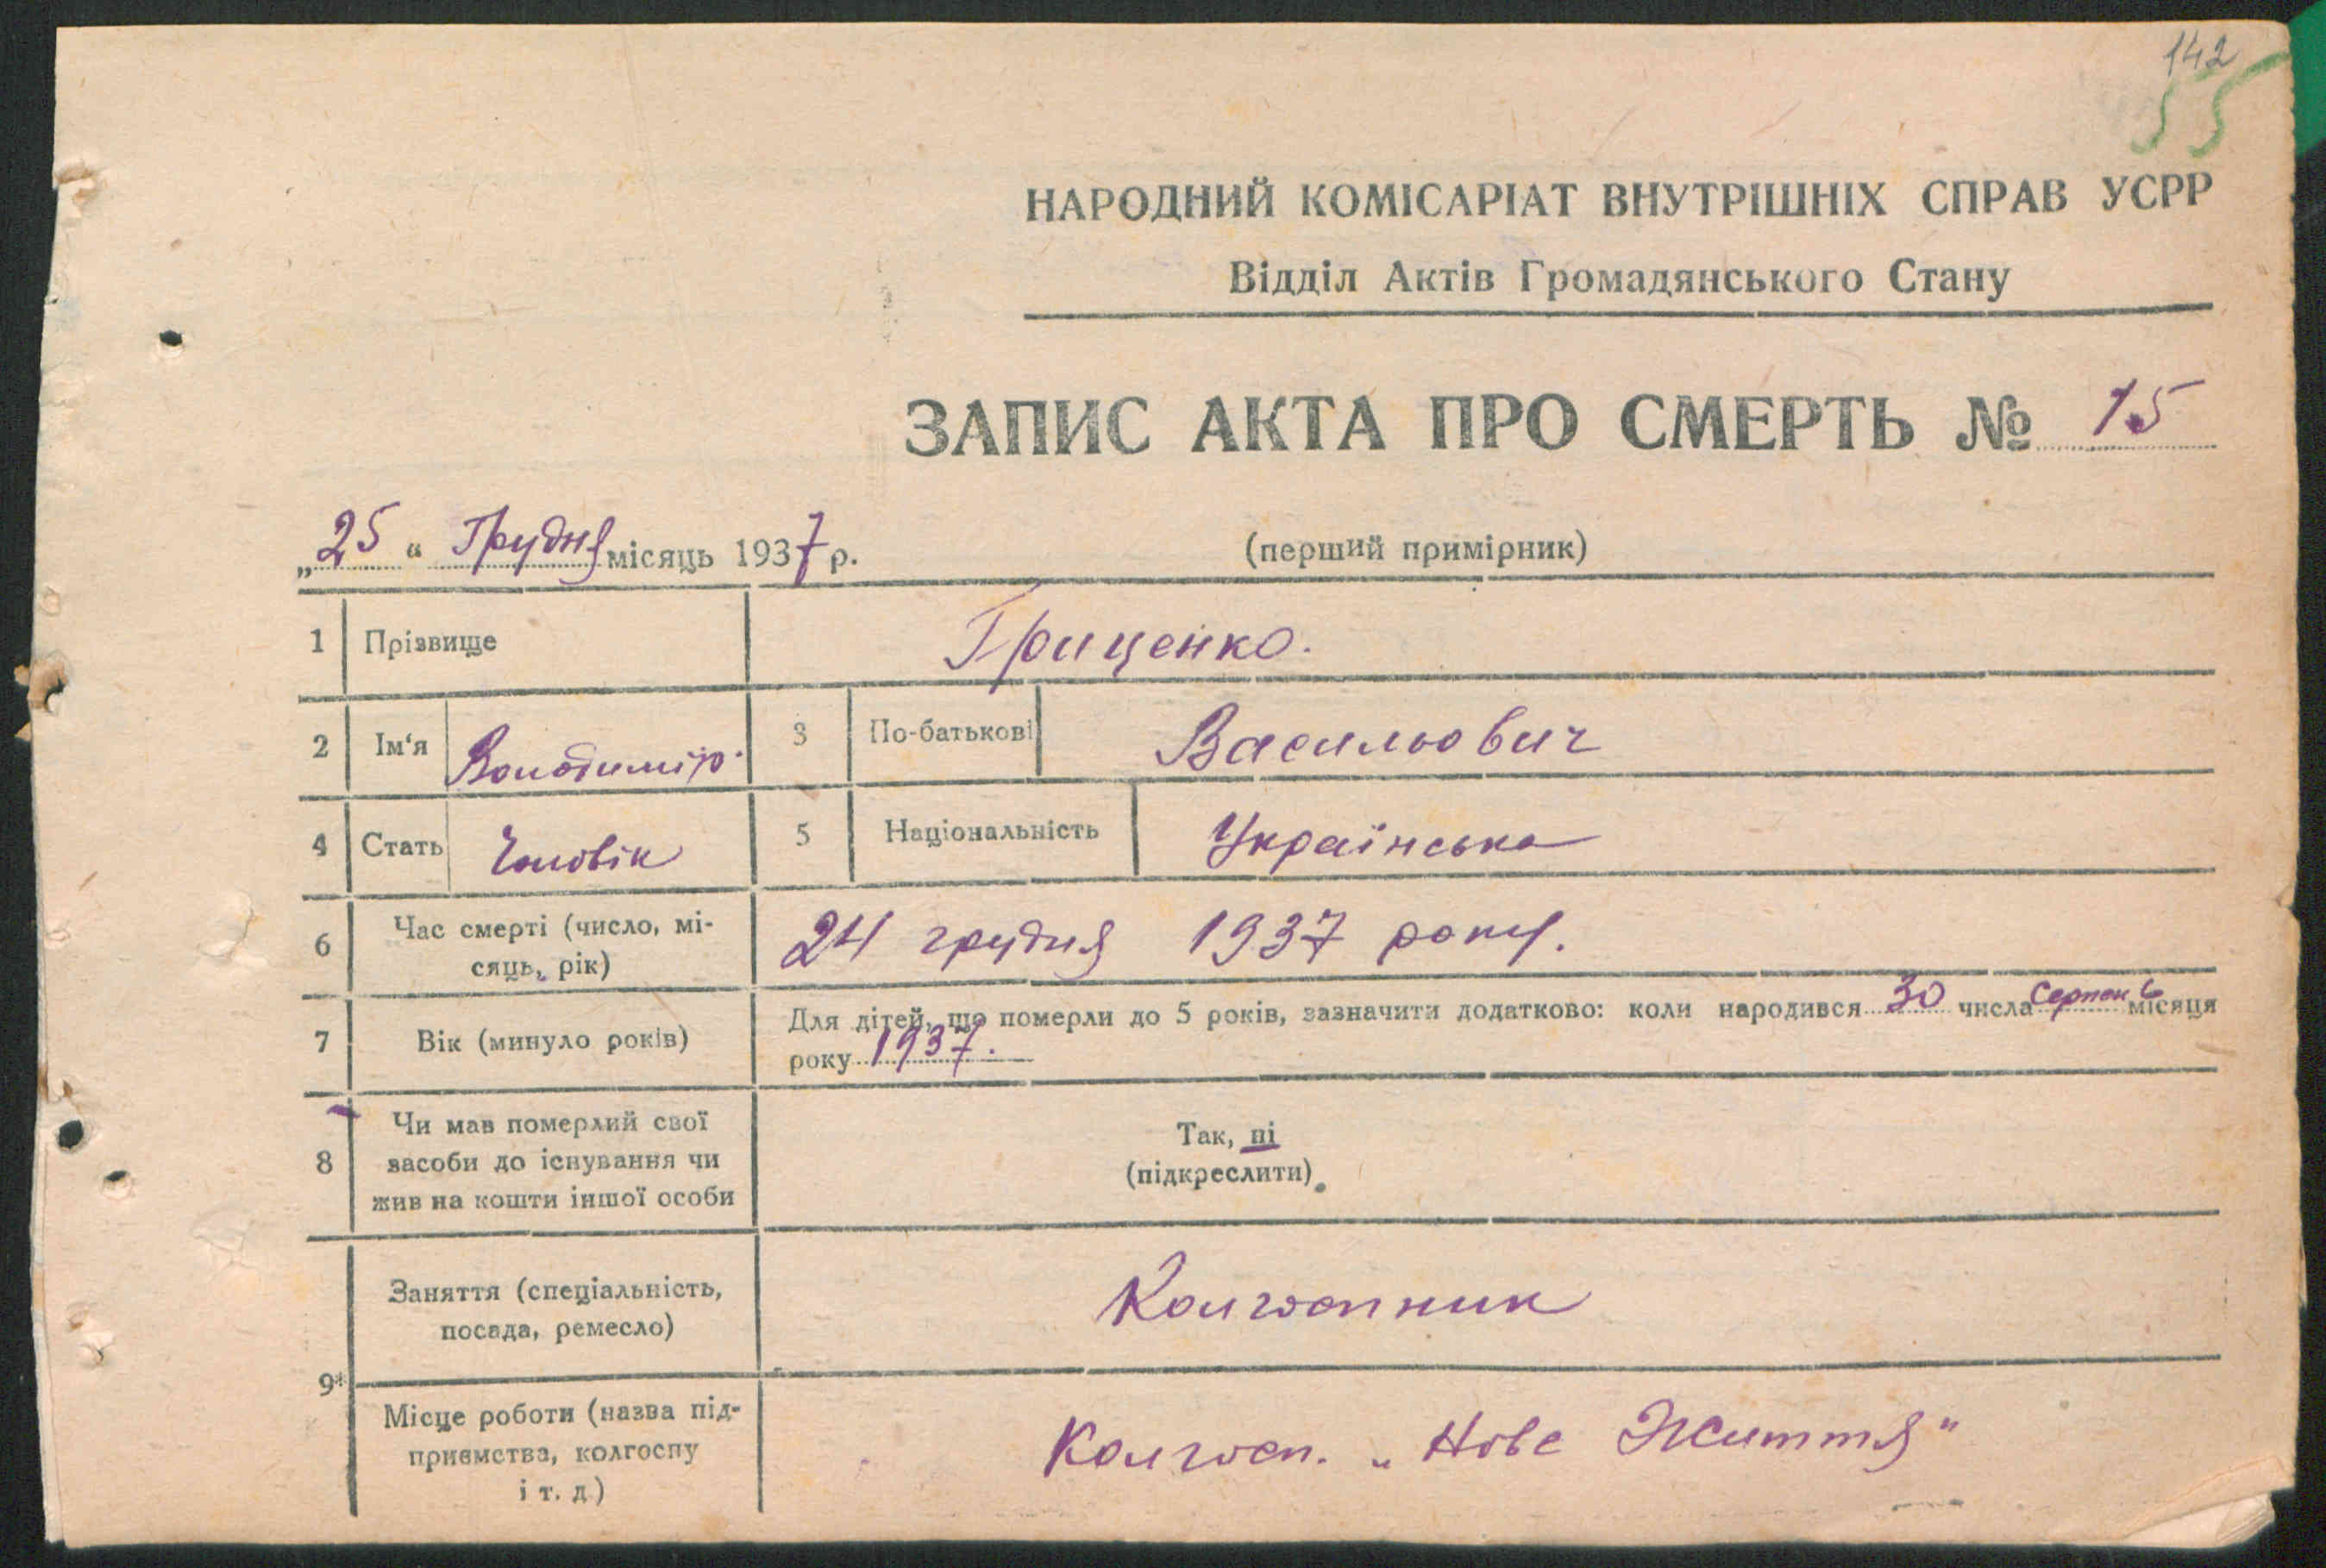 142
55
НАРОДНИЙ КОМІСАРІАТ ВНУТРІШНІХ СПРАВ УСРР
Відділ Актів Громадянського Стану
ЗАПИС АКТА ПРО СМЕРТЬ № 15
„25“ Грудня місяць 1937 р.
(перший примірник)
1 Прізвище Гриценко.
2 Ім‘я Володимір. 3 По-батькові Васильович
4 Стать Чоловік 5 Національність Українська
6 Час смерті (число, мі-
сяць, рік) 24 грудня 1937 року.
7 Вік (минуло років) Для дітей, що померли до 5 років, зазначити додатково: коли народився 30 числа Серпень місяця
року 1937.
8 Чи мав померлий свої
засоби до існування чи
жив на кошти іншої особи
Так, ні
(підкреслити)
9* Заняття (спеціальність,
посада, ремесло) Колгоспник
Місце роботи (назва під-
приємства, колгоспу
і т. д) Колгосп. „Нове Життя"